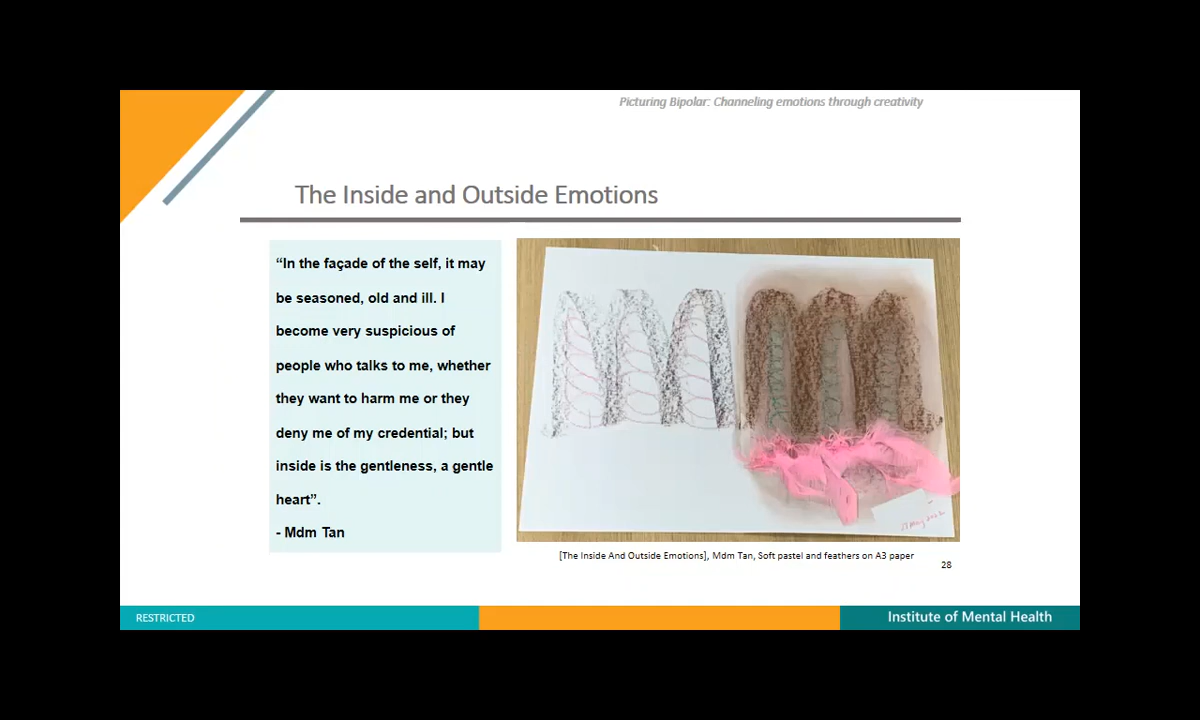 Picturing Bipolar: Channeling emotions through creativity
The Inside and Outside Emotions
“In the façade of the self, it may
be seasoned, old and ill. I
become very suspicious of
people who talks to me, whether
they want to harm me or they
deny me of my credential; but
inside is the gentleness, a gentle
heart”.
- Mdm Tan
[The Inside And Outside Emotions], Mdm Tan, Soft pastel and feathers on A3 paper
28
RESTRICTED
Institute of Mental Health